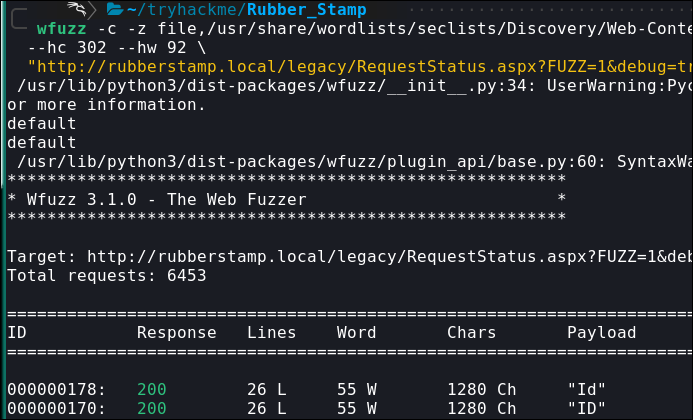 ~/tryhackme/Rubber_Stamp
wfuzz -c -z file,/usr/share/wordlists/seclists/Discovery/Web-Conte
--hc 302 --hw 92 \
"http://rubberstamp.local/legacy/RequestStatus.aspx?FUZZ=1&debug=tr
/usr/lib/python3/dist-packages/wfuzz/__init__.py:34: UserWarning:Pyc
or more information.
default
default
/usr/lib/python3/dist-packages/wfuzz/plugin_api/base.py:60: SyntaxWa
********************************************************
* Wfuzz 3.1.0 - The Web Fuzzer                         *
********************************************************
Target: http://rubberstamp.local/legacy/RequestStatus.aspx?FUZZ=1&deb
Total requests: 6453
=====================================================================
ID           Response   Lines    Word       Chars       Payload
=====================================================================
000000178:   200        26 L     55 W       1280 Ch     "Id"
000000170:   200        26 L     55 W       1280 Ch     "ID"